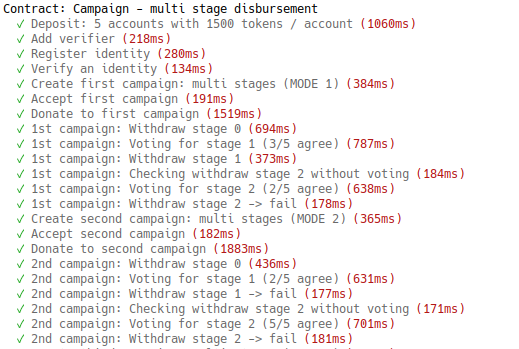 Contract: Campaign – multi stage disbursement
✓ Deposit: 5 accounts with 1500 tokens / account (1060ms)
✓ Add verifier (218ms)
✓ Register identity (280ms)
✓ Verify an identity (134ms)
✓ Create first campaign: multi stages (MODE 1) (384ms)
✓ Accept first campaign (191ms)
✓ Donate to first campaign (1519ms)
✓ 1st campaign: Withdraw stage 0 (694ms)
✓ 1st campaign: Voting for stage 1 (3/5 agree) (787ms)
✓ 1st campaign: Withdraw stage 1 (373ms)
✓ 1st campaign: Checking withdraw stage 2 without voting (184ms)
✓ 1st campaign: Voting for stage 2 (2/5 agree) (638ms)
✓ 1st campaign: Withdraw stage 2 -> fail (178ms)
✓ Create second campaign: multi stages (MODE 2) (365ms)
✓ Accept second campaign (182ms)
✓ Donate to second campaign (1883ms)
✓ 2nd campaign: Withdraw stage 0 (436ms)
✓ 2nd campaign: Voting for stage 1 (2/5 agree) (631ms)
✓ 2nd campaign: Withdraw stage 1 -> fail (177ms)
✓ 2nd campaign: Checking withdraw stage 2 without voting (171ms)
✓ 2nd campaign: Voting for stage 2 (5/5 agree) (701ms)
✓ 2nd campaign: Withdraw stage 2 -> fail (181ms)